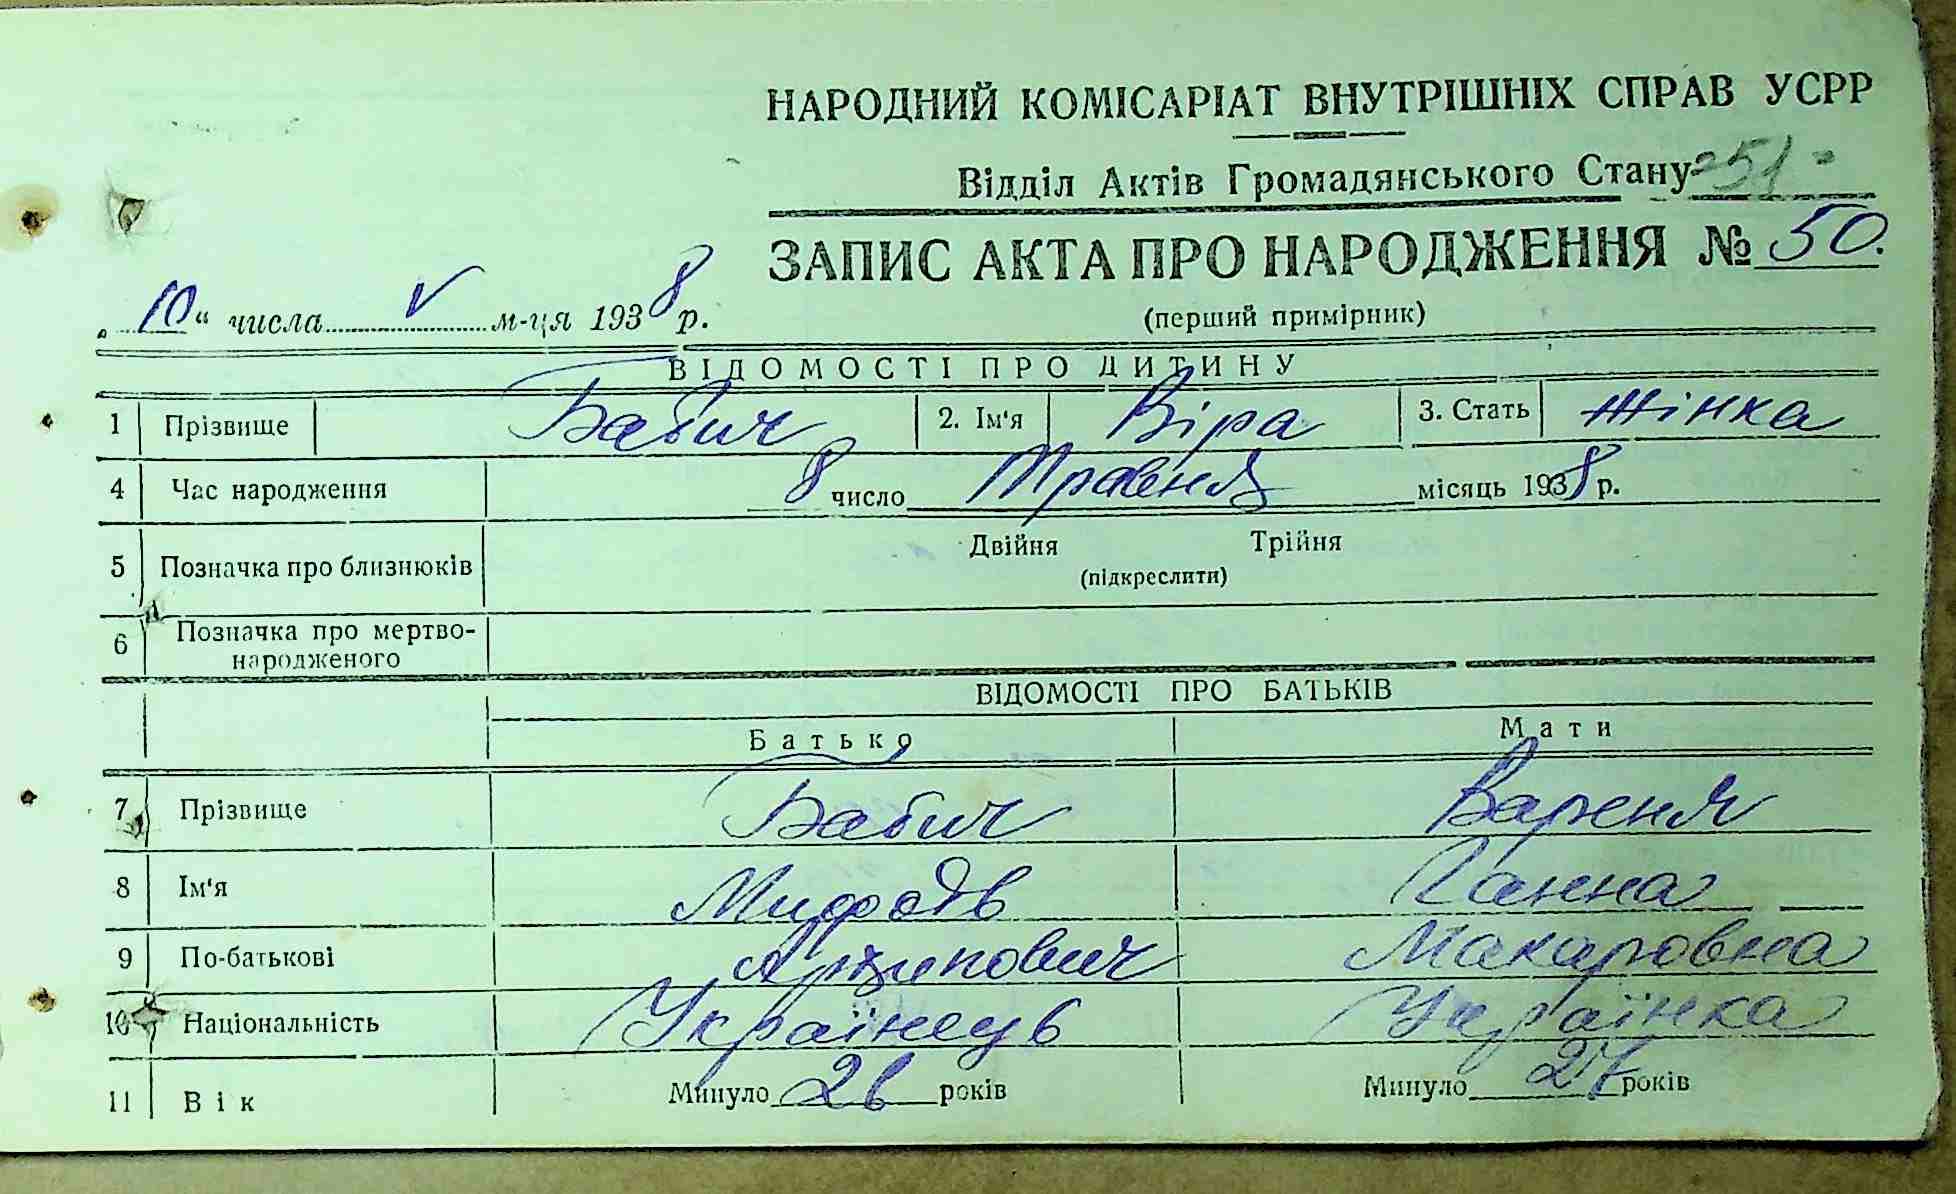 НАРОДНИЙ КОМІСАРІАТ ВНУТРІШНІХ СПРАВ УСРР
Відділ Актів Громадянського Стану 251
ЗАПИС АКТА ПРО НАРОДЖЕННЯ № 50.
„10“ числа V м-ця 1938 р.
(перший примірник)
ВІДОМОСТІ ПРО ДИТИНУ
1 Прізвище Бабич 2. Ім'я Віра 3. Стать жінка
4 Час народження 8 число Травня місяць 1938 р.
5 Позначка про близнюків Двійня Трійня
(підкреслити)
6 Позначка про мертво-
народженого
ВІДОМОСТІ ПРО БАТЬКІВ
Батько Мати
7 Прізвище Бабич Вареня
8 Ім'я Ганна
9 По-батькові Макаровна
10 Національність Українець Українка
11 Вік Минуло 26 років Минуло 27 років